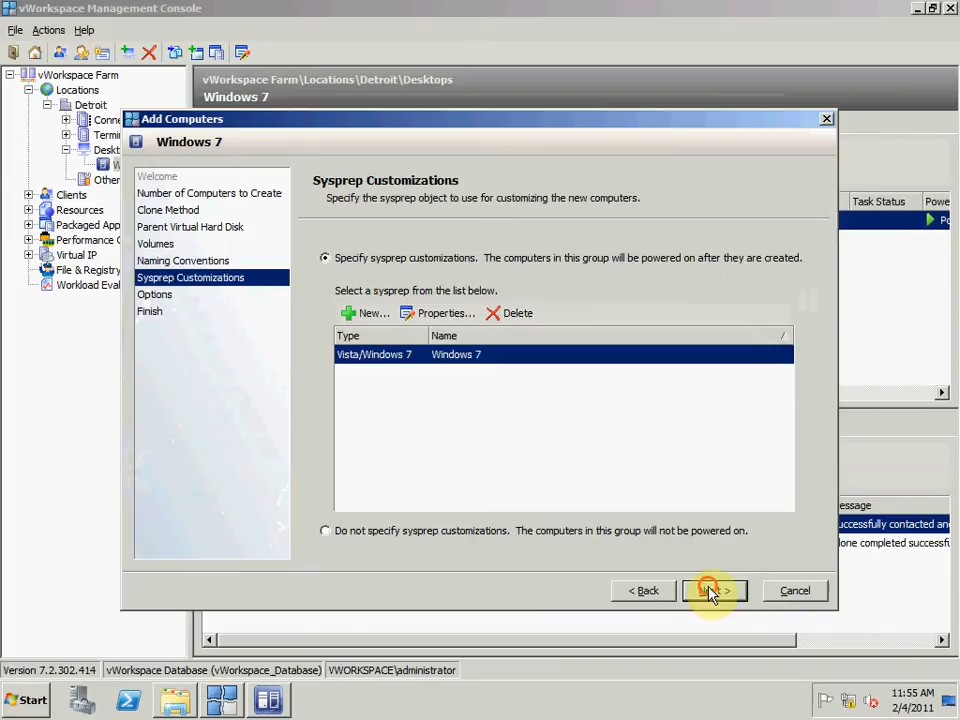 vWorkspace Management Console
File Actions Help
vWorkspace Farm
Locations
Detroit
Desktops
Clients
Resources
Packaged App
Performance
Virtual IP
File & Registry
vWorkspace Farm\Locations\Detroit\Desktops
Windows 7
Task Status Powe
Po
essage
uccessfully contacted and
lone completed successf
Add Computers
Windows 7
Welcome
Number of Computers to Create
Clone Method
Parent Virtual Hard Disk
Volumes
Naming Conventions
Sysprep Customizations
Options
Finish
Sysprep Customizations
Specify the sysprep object to use for customizing the new computers.
Specify sysprep customizations. The computers in this group will be powered on after they are created.
Select a sysprep from the list below.
New... Properties... Delete
Type Name
Vista/Windows 7 Windows 7
Do not specify sysprep customizations. The computers in this group will not be powered on.
< Back >
Cancel
Version 7.2.302.414 vWorkspace Database (vWorkspace_Database) VWORKSPACE\administrator
Start
11:55 AM
2/4/2011